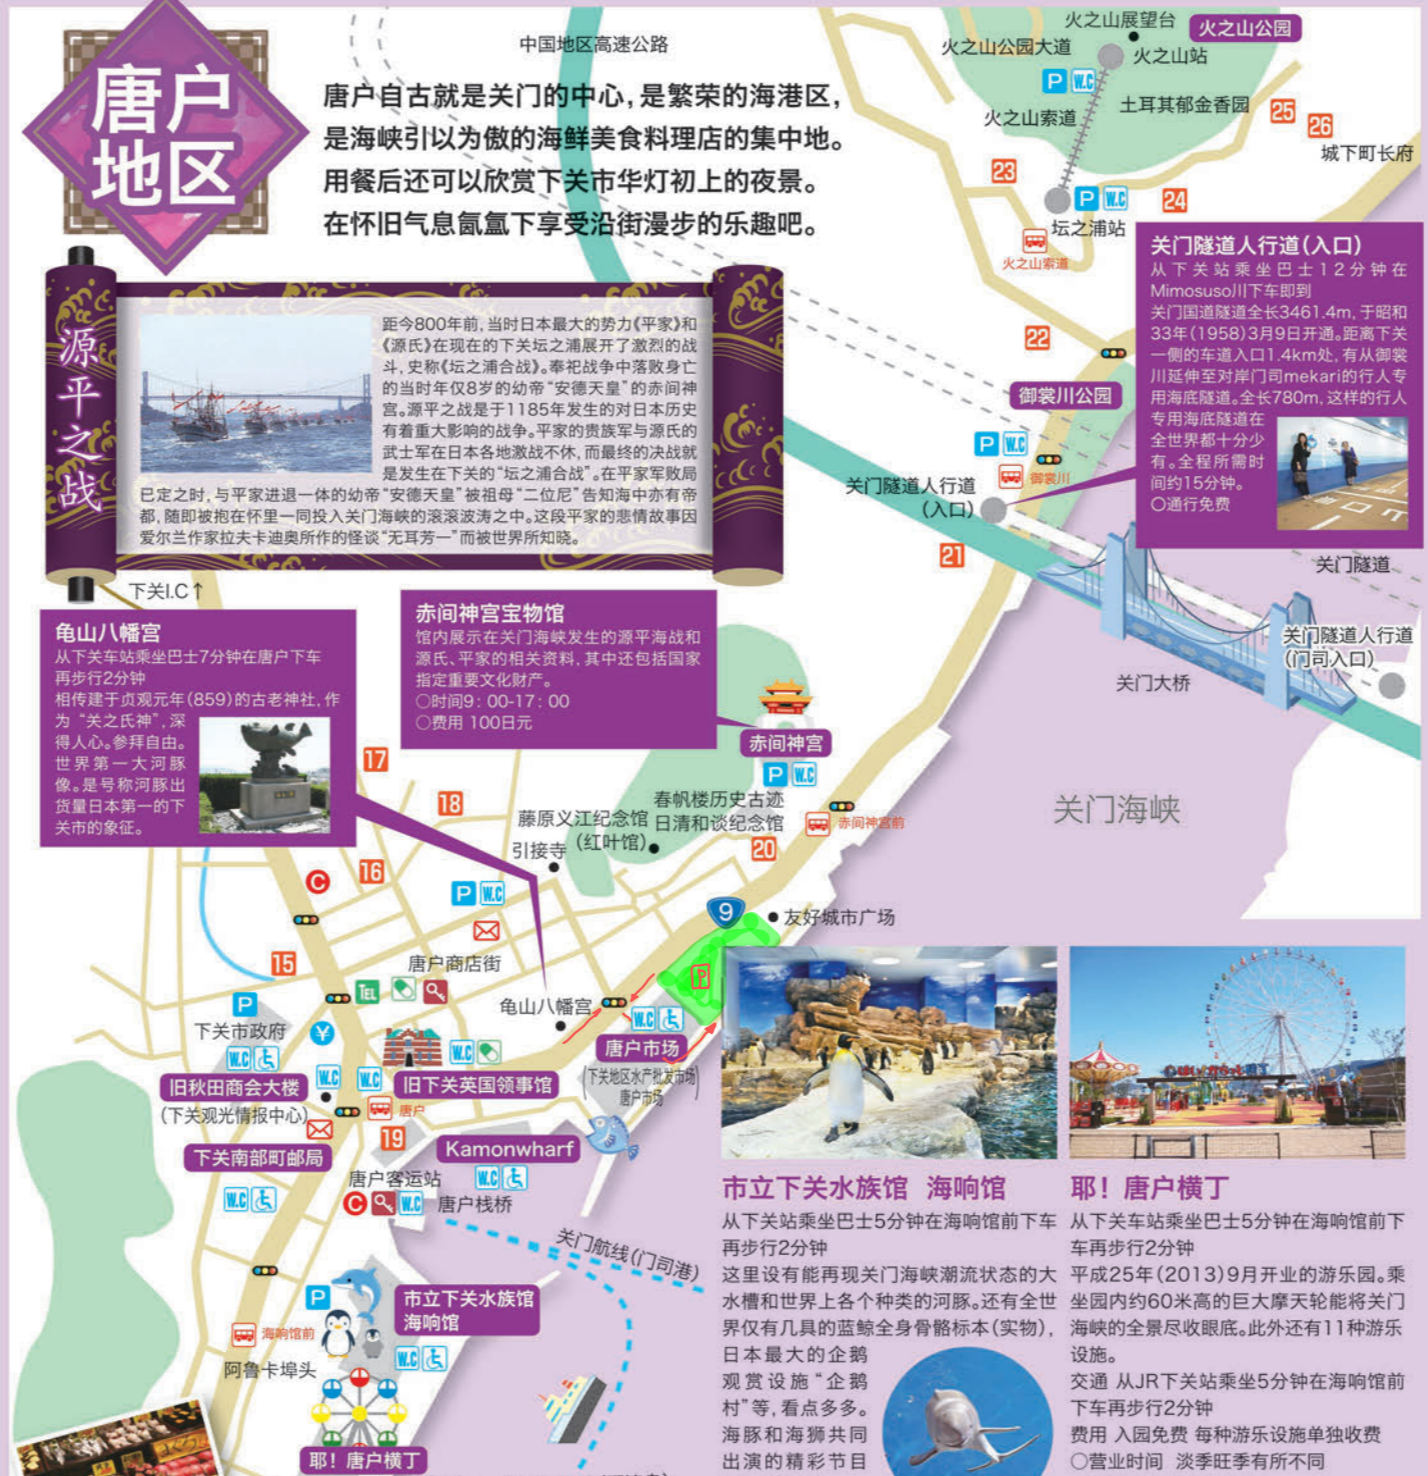 唐户
地区
唐户自古就是关门的中心,是繁荣的海港区,
是海峡引以为傲的海鲜美食料理店的集中地。
用餐后还可以欣赏下关市华灯初上的夜景。
在怀旧气息氤氲下享受沿街漫步的乐趣吧。
中国地区高速公路
火之山展望台
火之山公园
火之山公园大道
火之山站
P W.C
火之山索道
土耳其郁金香园
25
26
城下町长府
23
P W.C
24
坛之浦站
火之山索道
22
御裳川公园
P W.C
御裳川
关门隧道人行道
(入口)
21
关门隧道人行道(入口)
从下关站乘坐巴士12分钟在
Mimosuso川下车即到
关门国道隧道全长3461.4m,于昭和
33年(1958)3月9日开通。距离下关
一侧的车道入口1.4km处,有从御裳
川延伸至对岸门司mekari的行人专
用海底隧道。全长780m,这样的行人
专用海底隧道在
全世界都十分少
有。全程所需时
间约15分钟。
○通行免费
关门隧道
关门隧道人行道
(门司入口)
关门大桥
关门海峡
源平之战
距今800年前,当时日本最大的势力《平家》和
《源氏》在现在的下关坛之浦展开了激烈的战
斗,史称《坛之浦合战》。奉祀战争中落败身亡
的当时年仅8岁的幼帝“安德天皇”的赤间神
宫。源平之战是于1185年发生的对日本历史
有着重大影响的战争。平家的贵族军与源氏的
武士军在日本各地激战不休,而最终的决战就
是发生在下关的“坛之浦合战”。在平家军败局
已定之时,与平家进退一体的幼帝“安德天皇”被祖母“二位尼”告知海中亦有帝
都,随即被抱在怀里一同投入关门海峡的滚滚波涛之中。这段平家的悲情故事因
爱尔兰作家拉夫卡迪奥所作的怪谈“无耳芳一”而被世界所知晓。
下关I.C↑
龟山八幡宫
从下关车站乘坐巴士7分钟在唐户下车
再步行2分钟
相传建于贞观元年(859)的古老神社,作
为“关之氏神”,深
得人心。参拜自由。
世界第一大河豚
像。是号称河豚出
货量日本第一的下
关市的象征。
赤间神宫宝物馆
馆内展示在关门海峡发生的源平海战和
源氏、平家的相关资料,其中还包括国家
指定重要文化财产。
○时间9:00-17:00
○费用 100日元
赤间神宫
P W.C
赤间神宫前
春帆楼历史古迹
日清和谈纪念馆
20
藤原义江纪念馆
(红叶馆)
引接寺
17
18
16
C
P W.C
9
友好城市广场
P
15
唐户商店街
TEL
龟山八幡宫
W.C
唐户市场
(下关地区水产批发市场)
唐户市场
P
下关市政府
¥
W.C
旧秋田商会大楼
(下关观光情报中心)
W.C
W.C
W.C
旧下关英国领事馆
唐户
19
下关南部町邮局
W.C
Kamonwharf
W.C
唐户客运站
C W.C
唐户栈桥
关门航线(门司港)
P
市立下关水族馆
海响馆
W.C
海响馆前
阿鲁卡埠头
耶!唐户横丁
市立下关水族馆 海响馆
从下关站乘坐巴士5分钟在海响馆前下车
再步行2分钟
这里设有能再现关门海峡潮流状态的大
水槽和世界上各个种类的河豚。还有全世
界仅有几具的蓝鲸全身骨骼标本(实物),
日本最大的企鹅
观赏设施“企鹅
村”等,看点多多。
海豚和海狮共同
出演的精彩节目
耶!唐户横丁
从下关车站乘坐巴士5分钟在海响馆前下
车再步行2分钟
平成25年(2013)9月开业的游乐园。乘
坐园内约60米高的巨大摩天轮能将关门
海峡的全景尽收眼底。此外还有11种游乐
设施。
交通 从JR下关站乘坐5分钟在海响馆前
下车再步行2分钟
费用 入园免费 每种游乐设施单独收费
○营业时间 淡季旺季有所不同